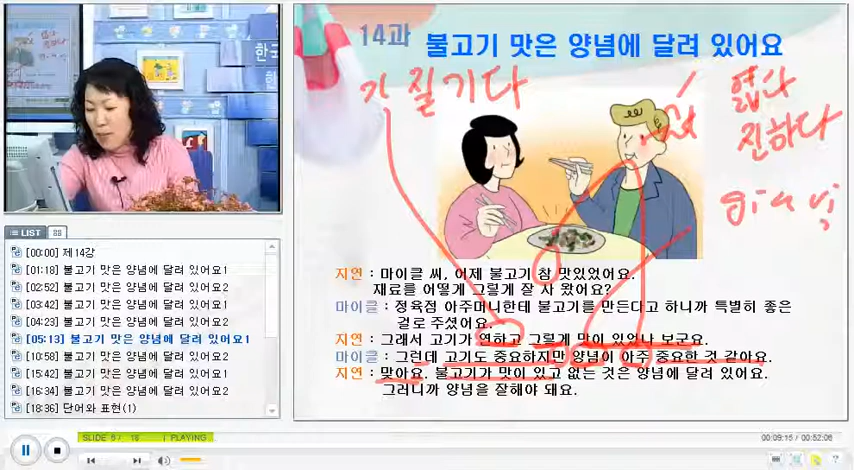 14과 불고기 맛은 양념에 달려 있어요
질기다
진하다
gia vị
지연 : 마이클 씨, 어제 불고기 참 맛있었어요.
재료를 어떻게 그렇게 잘 사 왔어요?
마이클 : 정육점 아주머니한테 불고기를 만든다고 하니까 특별히 좋은
걸로 주셨어요.
지연 : 그래서 고기가 연하고 그렇게 맛이 있었나 보군요.
마이클 : 그런데 고기도 중요하지만 양념이 아주 중요한 것 같아요.
지연 : 맞아요. 불고기가 맛이 있고 없는 것은 양념에 달려 있어요.
그러니까 양념을 잘해야 돼요.
LIST
[00:00] 제14강
[01:18] 불고기 맛은 양념에 달려 있어요1
[02:52] 불고기 맛은 양념에 달려 있어요2
[03:42] 불고기 맛은 양념에 달려 있어요1
[04:23] 불고기 맛은 양념에 달려 있어요2
[05:13] 불고기 맛은 양념에 달려 있어요1
[10:58] 불고기 맛은 양념에 달려 있어요2
[15:42] 불고기 맛은 양념에 달려 있어요1
[16:34] 불고기 맛은 양념에 달려 있어요2
[18:36] 단어와 표현(1)
SLIDE 6 / 18 | PLAYING
00:09:15 / 00:52:06